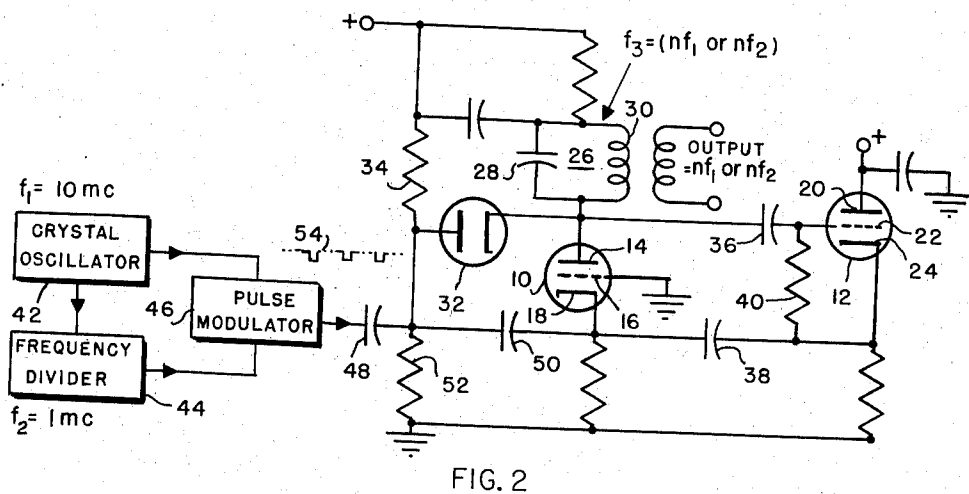 +
f₃=(nf₁ or nf₂)
30
34
28
26
OUTPUT
=nf₁ or nf₂
+
20
22
24
12
f₁= 10 mc
CRYSTAL
OSCILLATOR
42
54
32
36
14
10
16
18
40
46
PULSE
MODULATOR
48
50
38
52
FREQUENCY
DIVIDER
44
f₂= 1 mc
FIG. 2